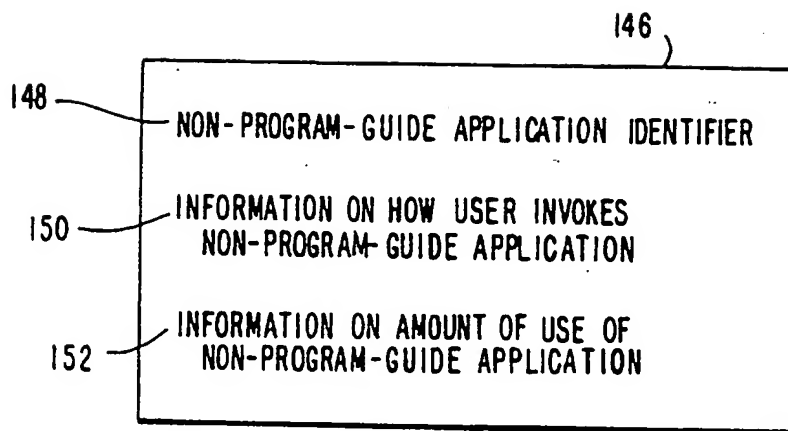 146
148
NON-PROGRAM-GUIDE APPLICATION IDENTIFIER
150
INFORMATION ON HOW USER INVOKES
NON-PROGRAM-GUIDE APPLICATION
152
INFORMATION ON AMOUNT OF USE OF
NON-PROGRAM-GUIDE APPLICATION